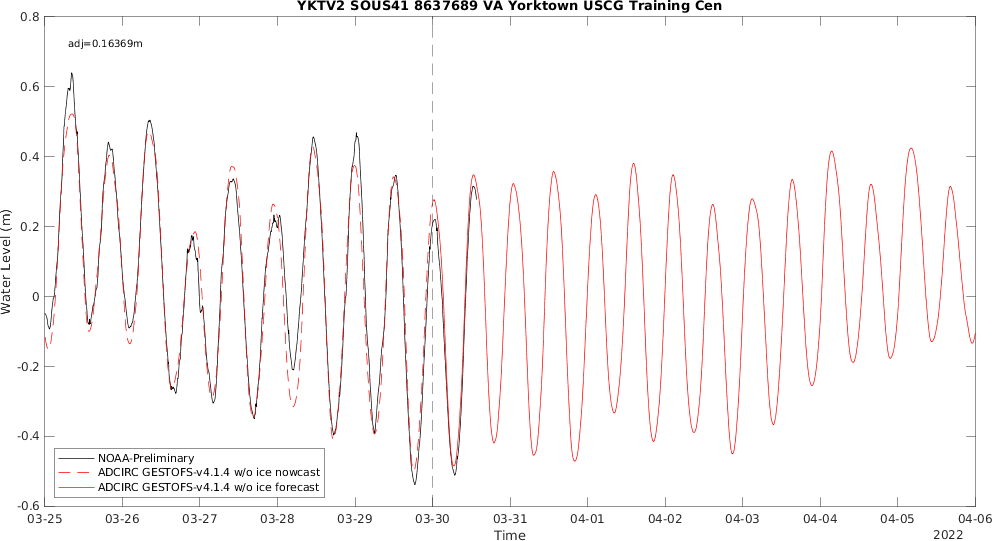 YKTV2 SOUS41 8637689 VA Yorktown USCG Training Cen
adj=0.16369m
0.8
0.6
0.4
0.2
0
-0.2
-0.4
-0.6
Water Level (m)
NOAA-Preliminary
ADCIRC GESTOFS-v4.1.4 w/o ice nowcast
ADCIRC GESTOFS-v4.1.4 w/o ice forecast
03-25 03-26 03-27 03-28 03-29 03-30 03-31 04-01 04-02 04-03 04-04 04-05 04-06
Time
2022